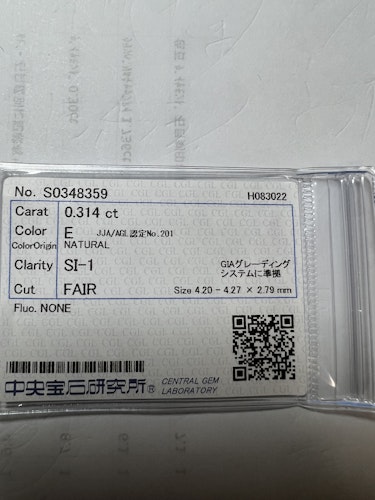 No. S0348359
H083022
Carat 0.314 ct
Color E JJA/AGL認定No.201
ColorOrigin NATURAL
Clarity SI-1 GIAグレーディング
システムに準拠
Cut FAIR Size 4.20 - 4.27 × 2.79 mm
Fluo. NONE
中央宝石研究所® CENTRAL GEM
LABORATORY